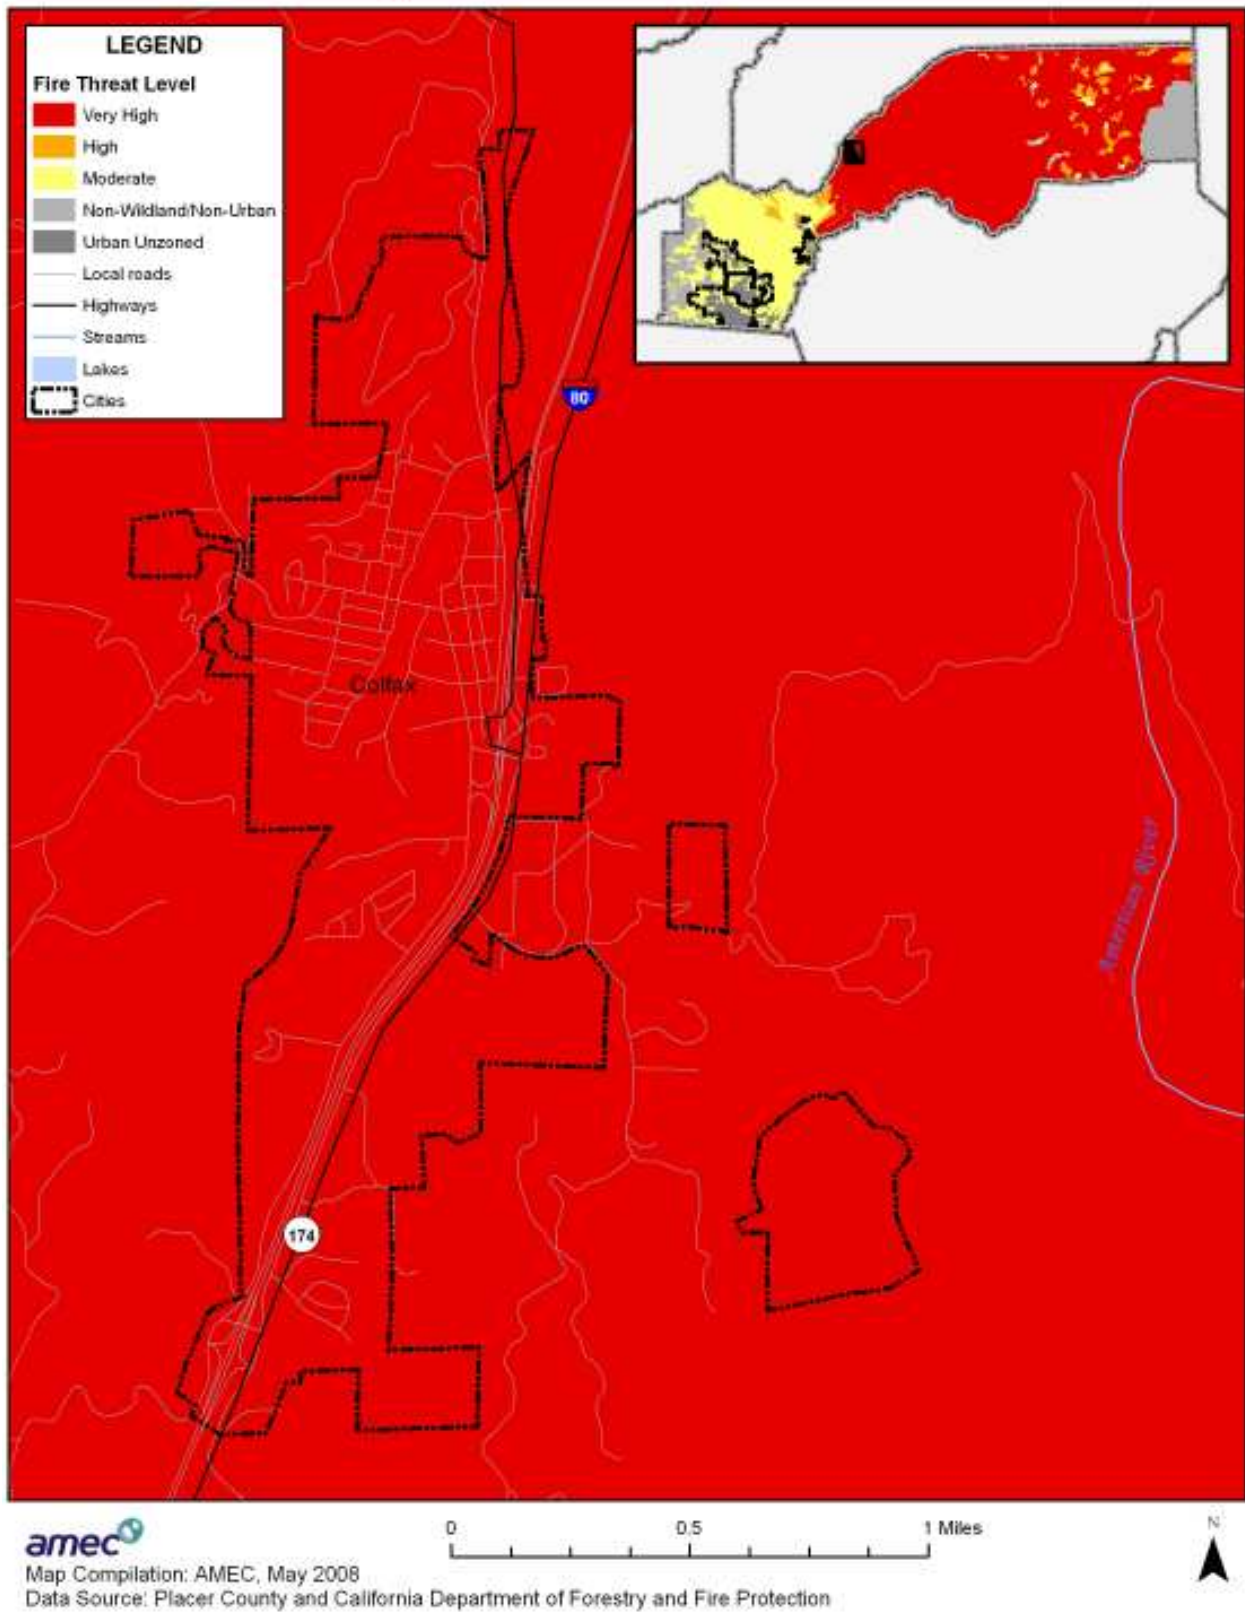 LEGEND
Fire Threat Level
Very High
High
Moderate
Non-Wildland/Non-Urban
Urban Unzoned
Local roads
Highways
Streams
Lakes
Cities
80
Colfax
American River
174
amec
0 0.5 1 Miles
N
Map Compilation: AMEC, May 2008
Data Source: Placer County and California Department of Forestry and Fire Protection